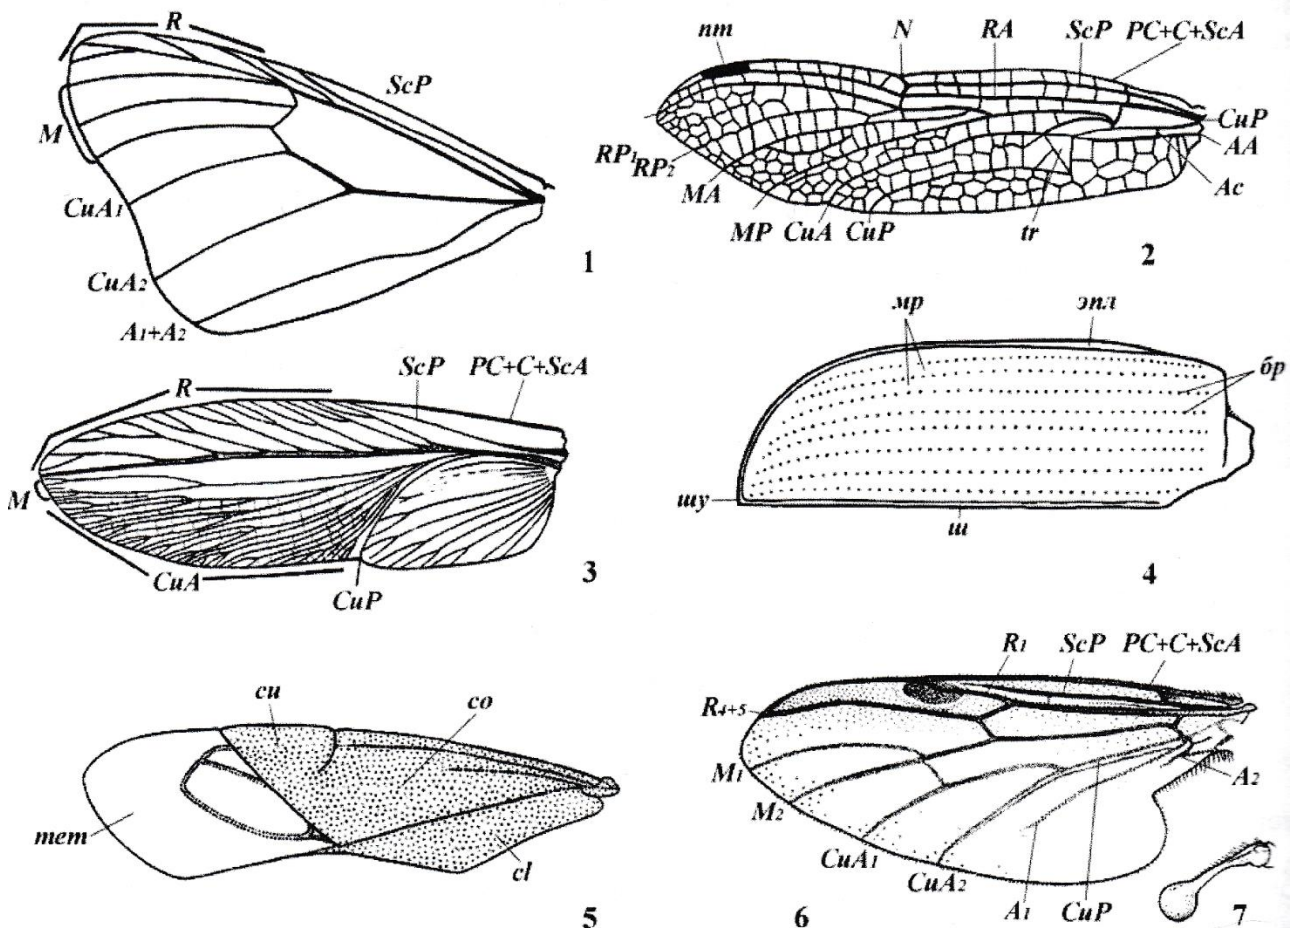 R
ScP
M
CuA1
CuA2
A1+A2
1
nm
N
RA
ScP
PC+C+ScA
CuP
AA
Ac
RP1
RP2
MA
MP
CuA
CuP
tr
2
R
ScP
PC+C+ScA
M
CuA
CuP
3
мр
эпл
бр
шу
ш
4
cu
co
mem
cl
5
R1
ScP
PC+C+ScA
R4+5
M1
M2
CuA1
CuA2
A1
CuP
A2
6
7